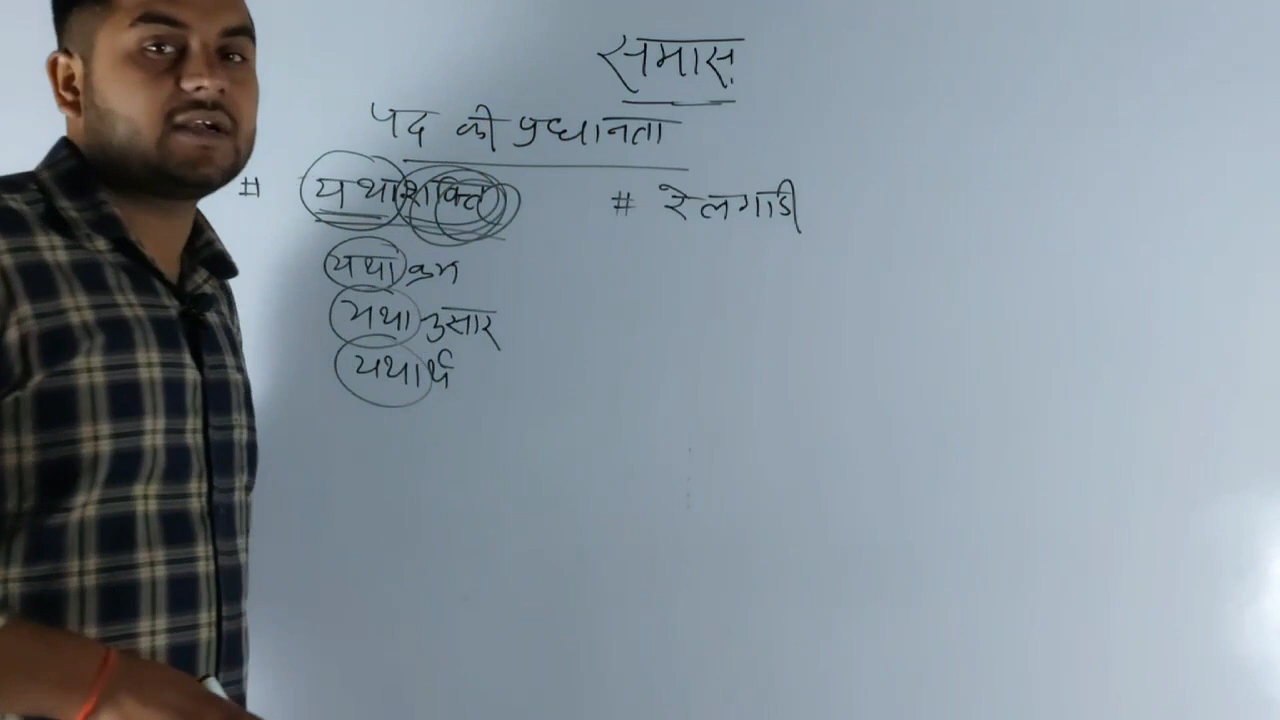 समास
पद की प्रधानता
# यथाशक्ति # रेलगाडी
यथाक्रम
यथानुसार
यथार्थ